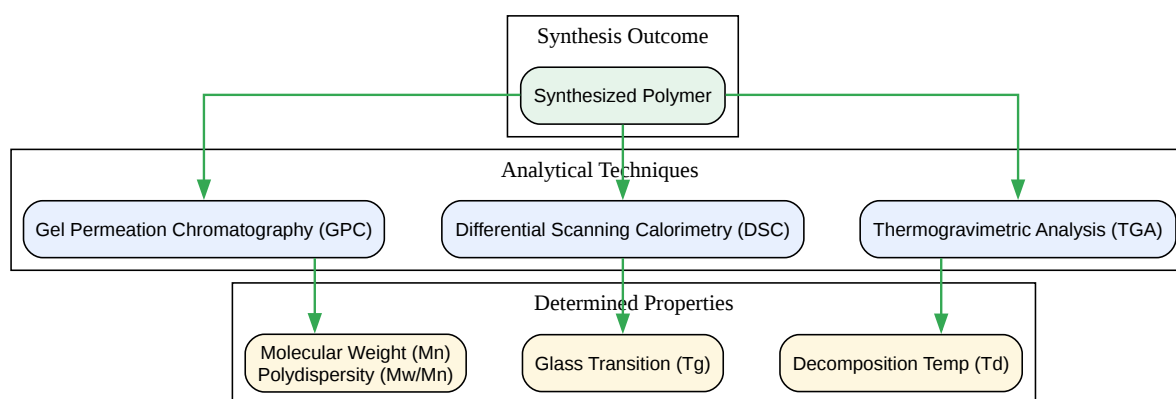 Synthesis Outcome
Synthesized Polymer
Analytical Techniques
Gel Permeation Chromatography (GPC)
Differential Scanning Calorimetry (DSC)
Thermogravimetric Analysis (TGA)
Determined Properties
Molecular Weight (Mn)
Polydispersity (Mw/Mn)
Glass Transition (Tg)
Decomposition Temp (Td)